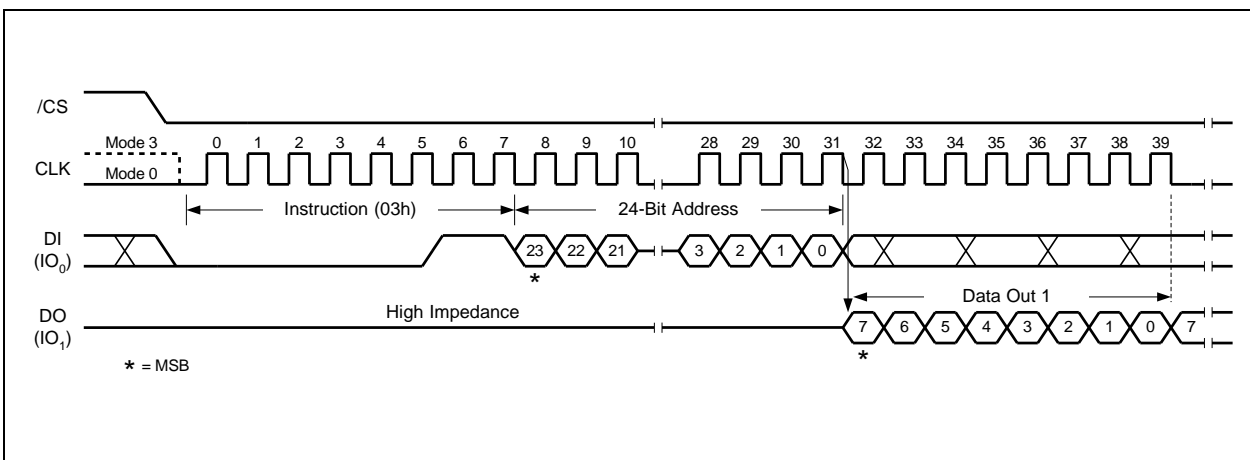 /CS
Mode 3 0 1 2 3 4 5 6 7 8 9 10 28 29 30 31 32 33 34 35 36 37 38 39
CLK
Mode 0
Instruction (03h) 24-Bit Address
DI
(IO₀)
23 22 21 3 2 1 0
*
High Impedance
Data Out 1
DO
(IO₁)
7 6 5 4 3 2 1 0 7
*
* = MSB